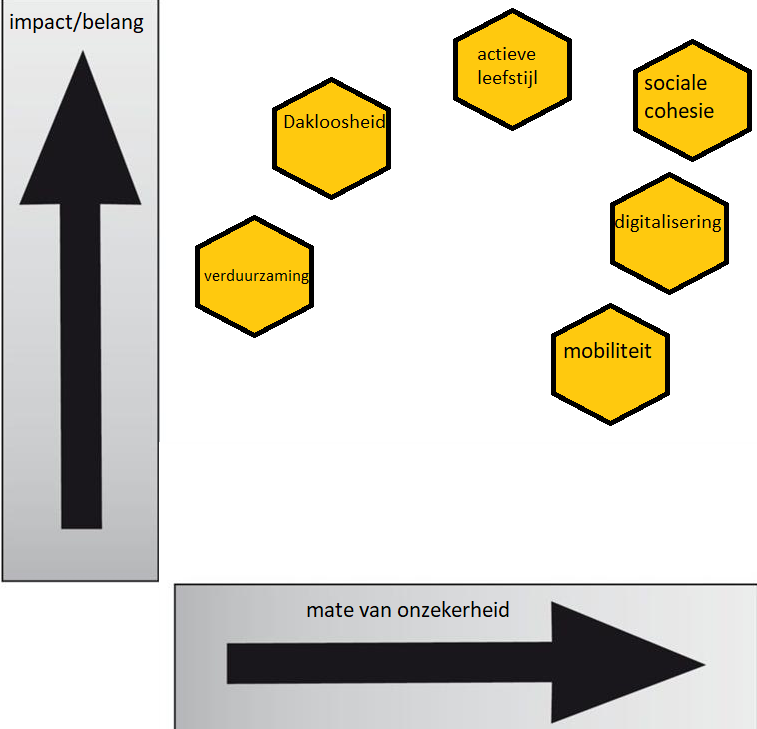 impact/belang
actieve
leefstijl
sociale
cohesie
Dakloosheid
digitalisering
verduurzaming
mobiliteit
mate van onzekerheid